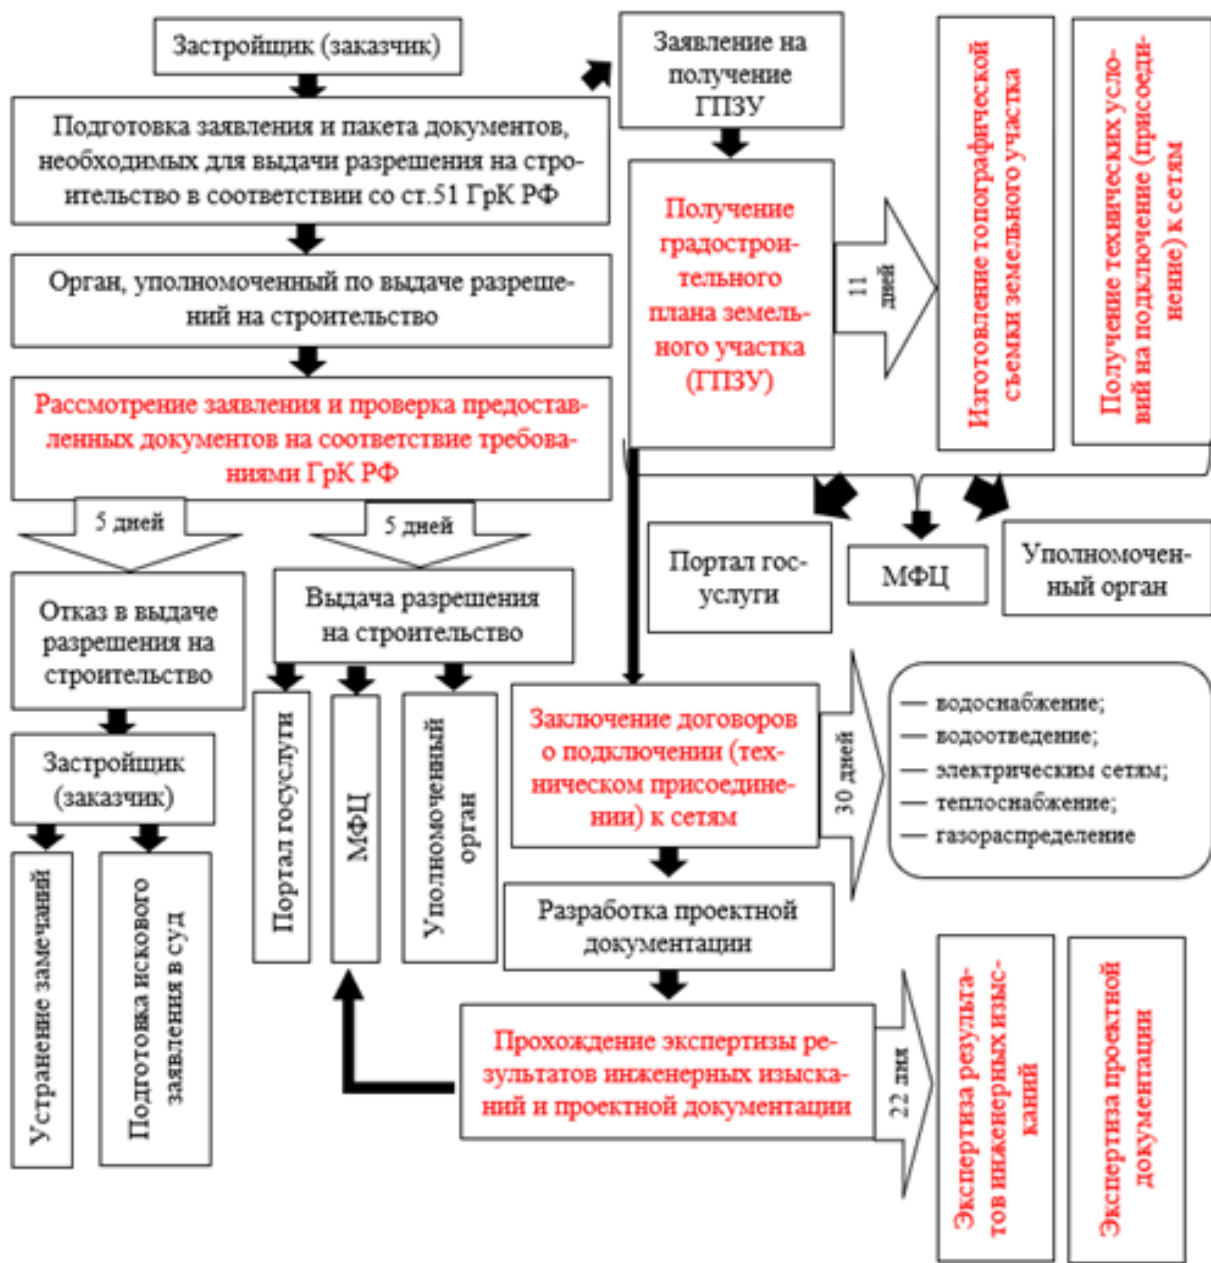 Застройщик (заказчик)
Подготовка заявления и пакета документов,
необходимых для выдачи разрешения на стро-
ительство в соответствии со ст.51 ГрК РФ
Орган, уполномоченный по выдаче разреше-
ний на строительство
Рассмотрение заявления и проверка предостав-
ленных документов на соответствие требова-
ниями ГрК РФ
5 дней
5 дней
Отказ в выдаче
разрешения на
строительство
Выдача разрешения
на строительство
Застройщик
(заказчик)
Устранение замечаний
Подготовка искового
заявления в суд
Портал госуслуги
МФЦ
Уполномоченный
орган
Заявление на
получение
ГПЗУ
Получение
градострои-
тельного
плана земель-
ного участка
(ГПЗУ)
11
дней
Изготовление топографической
съемки земельного участка
Получение технических усло-
вий на подключение (присоеди-
нение) к сетям
Портал гос-
услуги
МФЦ
Уполномочен-
ный орган
Заключение договоров
о подключении (тех-
ническом присоедине-
нии) к сетям
30 дней
— водоснабжение;
— водоотведение;
— электрическим сетям;
— теплоснабжение;
— газораспределение
Разработка проектной
документации
Прохождение экспертизы ре-
зультатов инженерных изыска-
ний и проектной документации
22 дня
Экспертиза результа-
тов инженерных изыс-
каний
Экспертиза проектной
документации